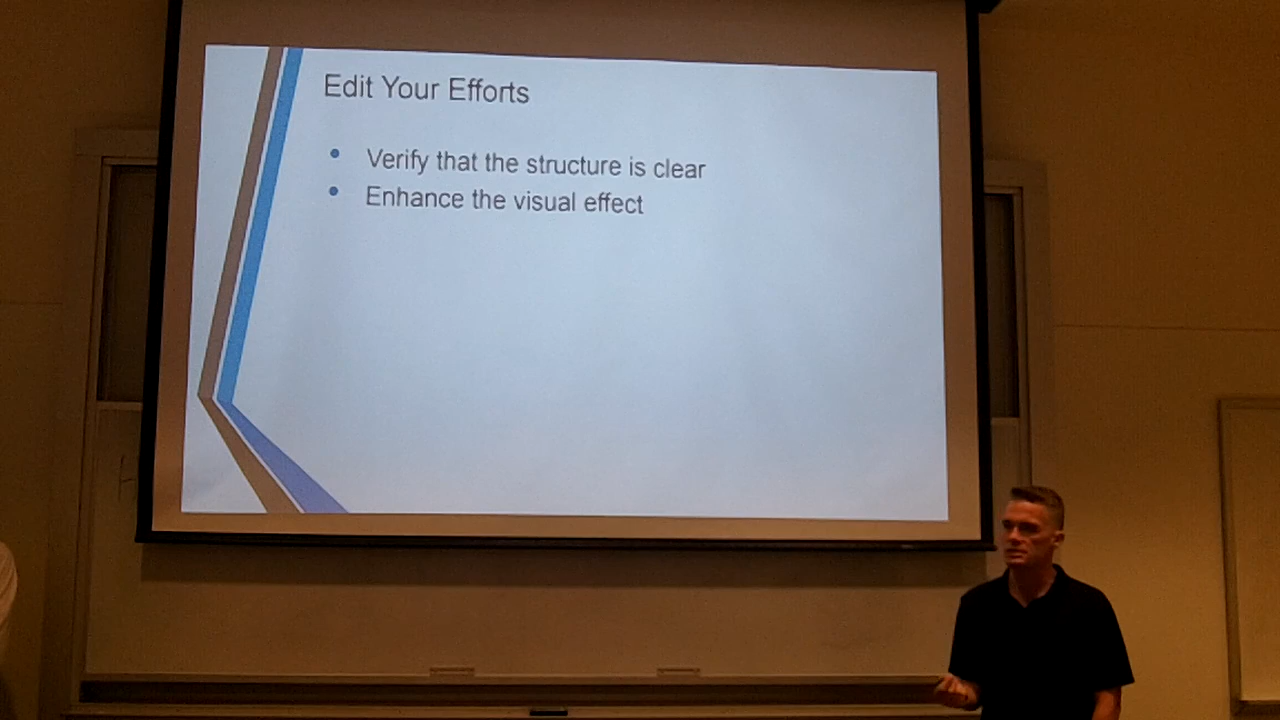 Edit Your Efforts
Verify that the structure is clear
Enhance the visual effect